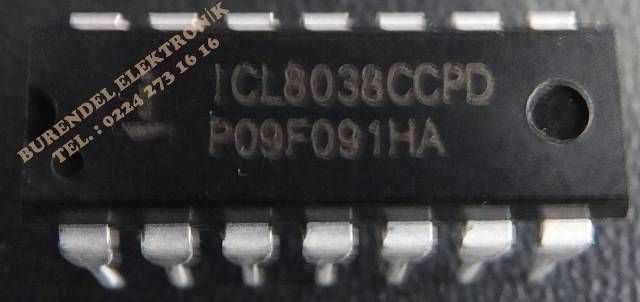 BURENDEL ELEKTRONİK
TEL. : 0224 273 16 16
ICL8038CCPD
P09F091HA